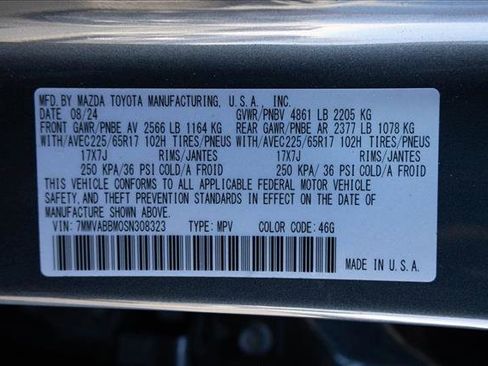 MFD. BY MAZDA TOYOTA MANUFACTURING, U.S.A., INC.
DATE 08/24 GVWR/PNBV 4861 LB 2205 KG
FRONT GAWR/PNBE AV 2566 LB 1164 KG REAR GAWR/PNBE AR 2377 LB 1078 KG
WITH/AVEC225/65R17 102H TIRES/PNEUS WITH/AVEC225/65R17 102H TIRES/PNEUS
17X7J RIMS/JANTES 17X7J RIMS/JANTES
250 KPA/36 PSI COLD/A FROID 250 KPA/36 PSI COLD/A FROID
THIS VEHICLE CONFORMS TO ALL APPLICABLE FEDERAL MOTOR VEHICLE
SAFETY, AND THEFT PREVENTION STANDARDS IN EFFECT ON THE DATE OF
MANUFACTURE SHOWN ABOVE.
VIN: 7MMVABBM0SN308323 TYPE: MPV COLOR CODE: 46G
MADE IN U.S.A.